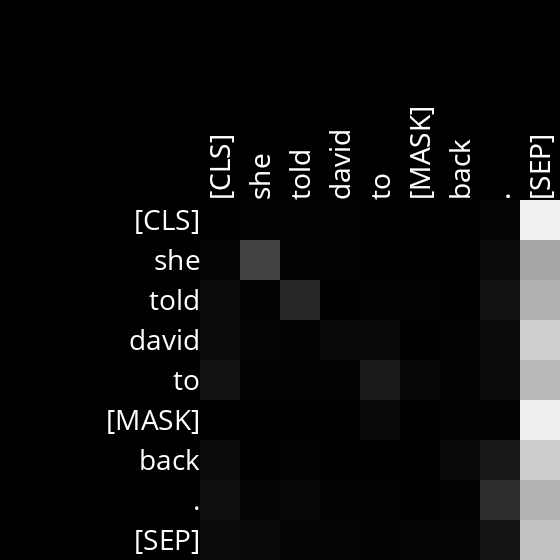 [CLS] she told david to [MASK] back . [SEP]
[CLS]
she
told
david
to
[MASK]
back
.
[SEP]